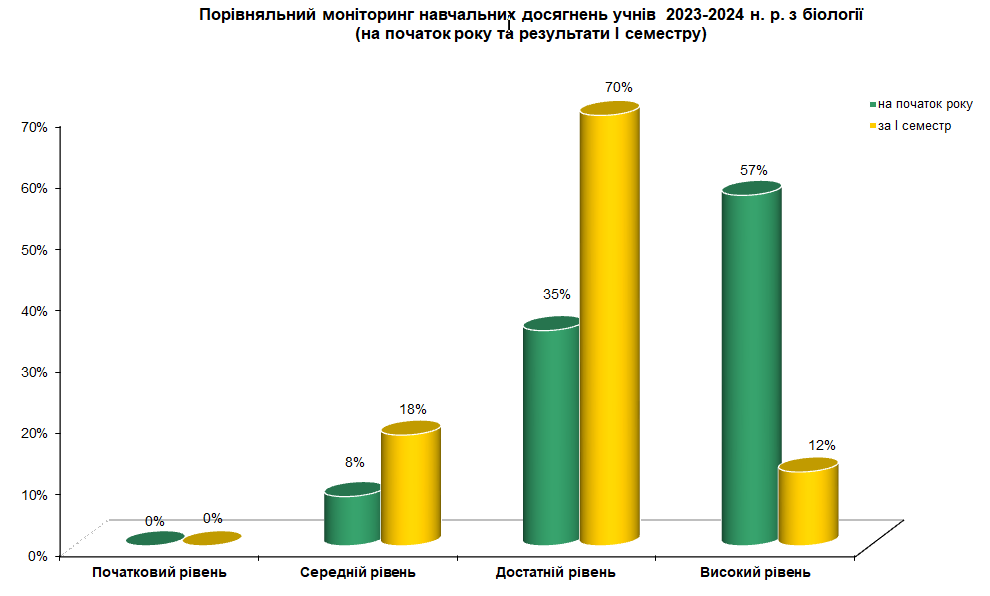 Порівняльний моніторинг навчальних досягнень учнів 2023-2024 н. р. з біології
(на початок року та результати І семестру)
на початок року
за І семестр
70%
60%
50%
40%
30%
20%
10%
0%
0%
0%
8%
18%
35%
70%
57%
12%
Початковий рівень
Середній рівень
Достатній рівень
Високий рівень